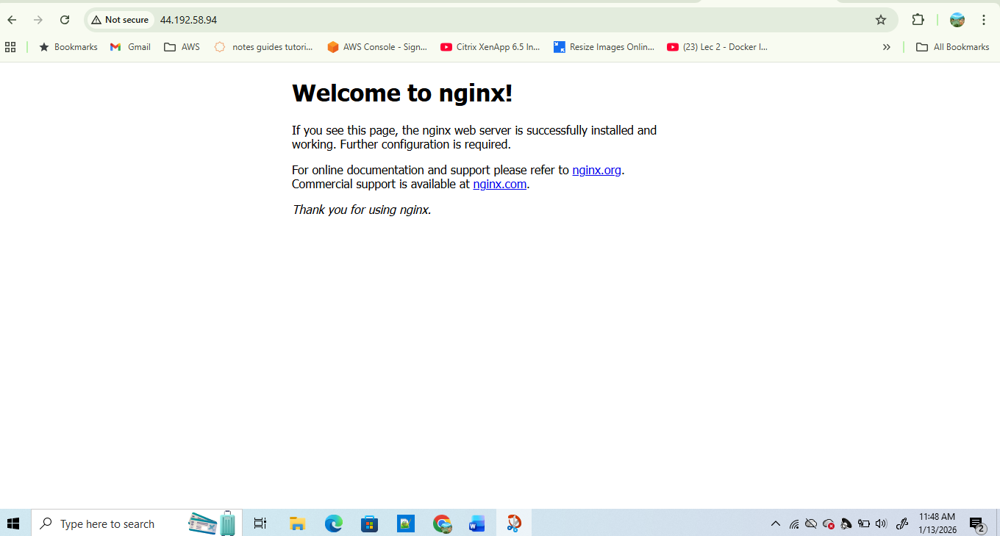 Not secure 44.192.58.94
Bookmarks Gmail AWS notes guides tutori... AWS Console - Sign... Citrix XenApp 6.5 In... Resize Images Onlin... (23) Lec 2 - Docker I... » All Bookmarks
Welcome to nginx!
If you see this page, the nginx web server is successfully installed and
working. Further configuration is required.
For online documentation and support please refer to nginx.org.
Commercial support is available at nginx.com.
Thank you for using nginx.
Type here to search
11:48 AM
1/13/2026
2